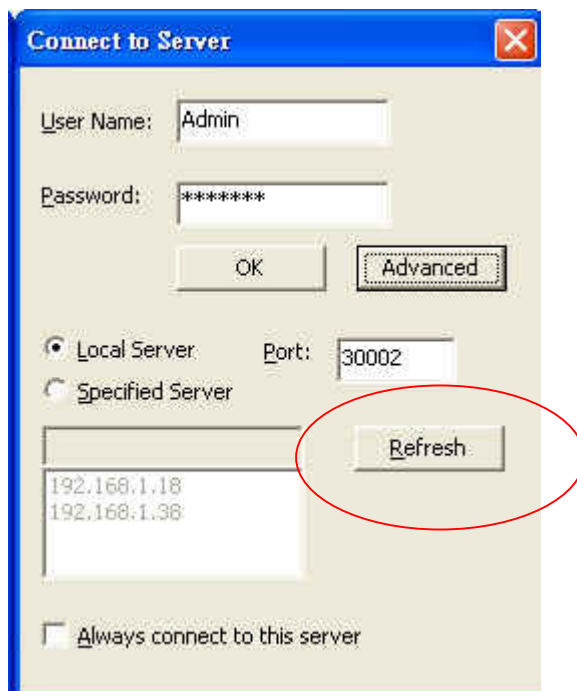 Connect to Server
User Name: Admin
Password: *******
OK Advanced
Local Server Port: 30002
Specified Server
Refresh
192.168.1.18
192.168.1.38
Always connect to this server